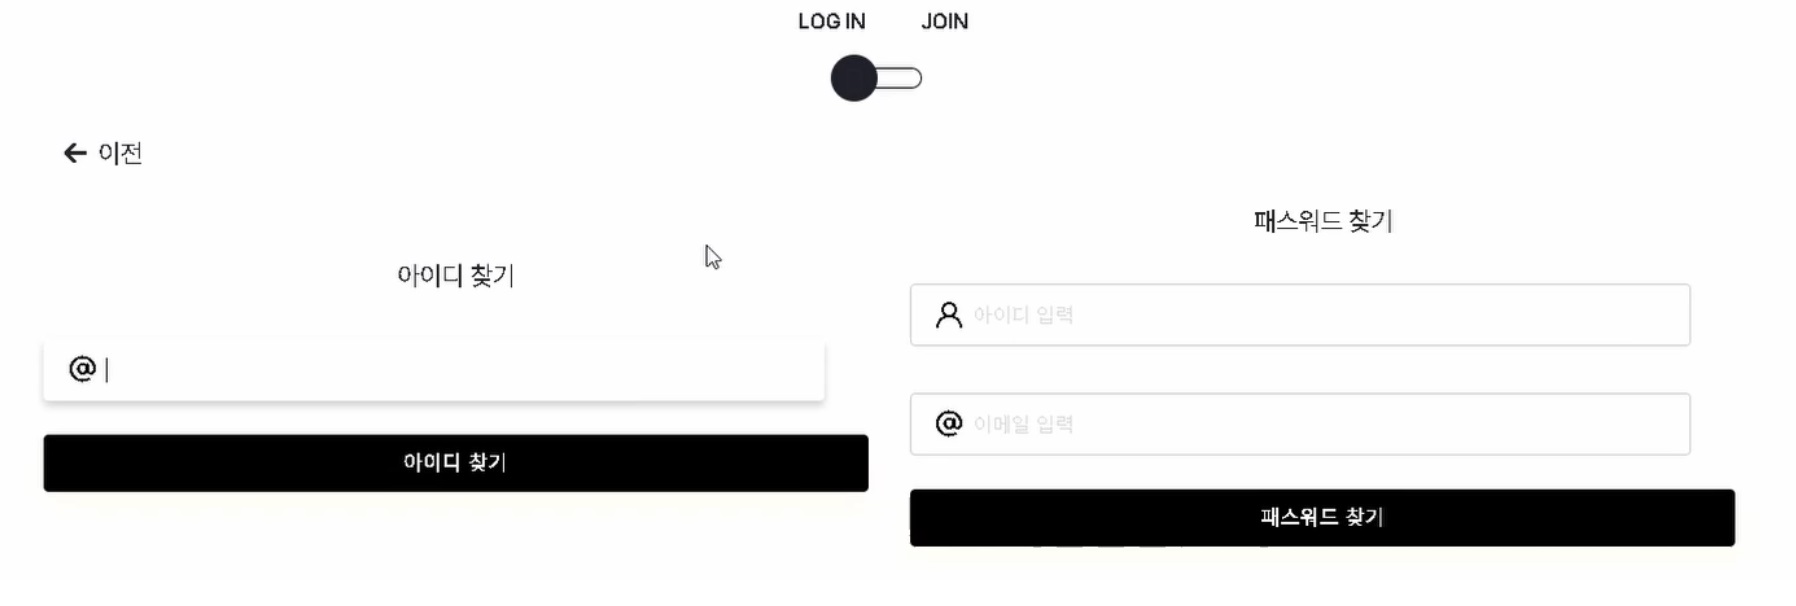 LOG IN JOIN
이전
아이디 찾기
@
아이디 찾기
패스워드 찾기
아이디 입력
@ 이메일 입력
패스워드 찾기